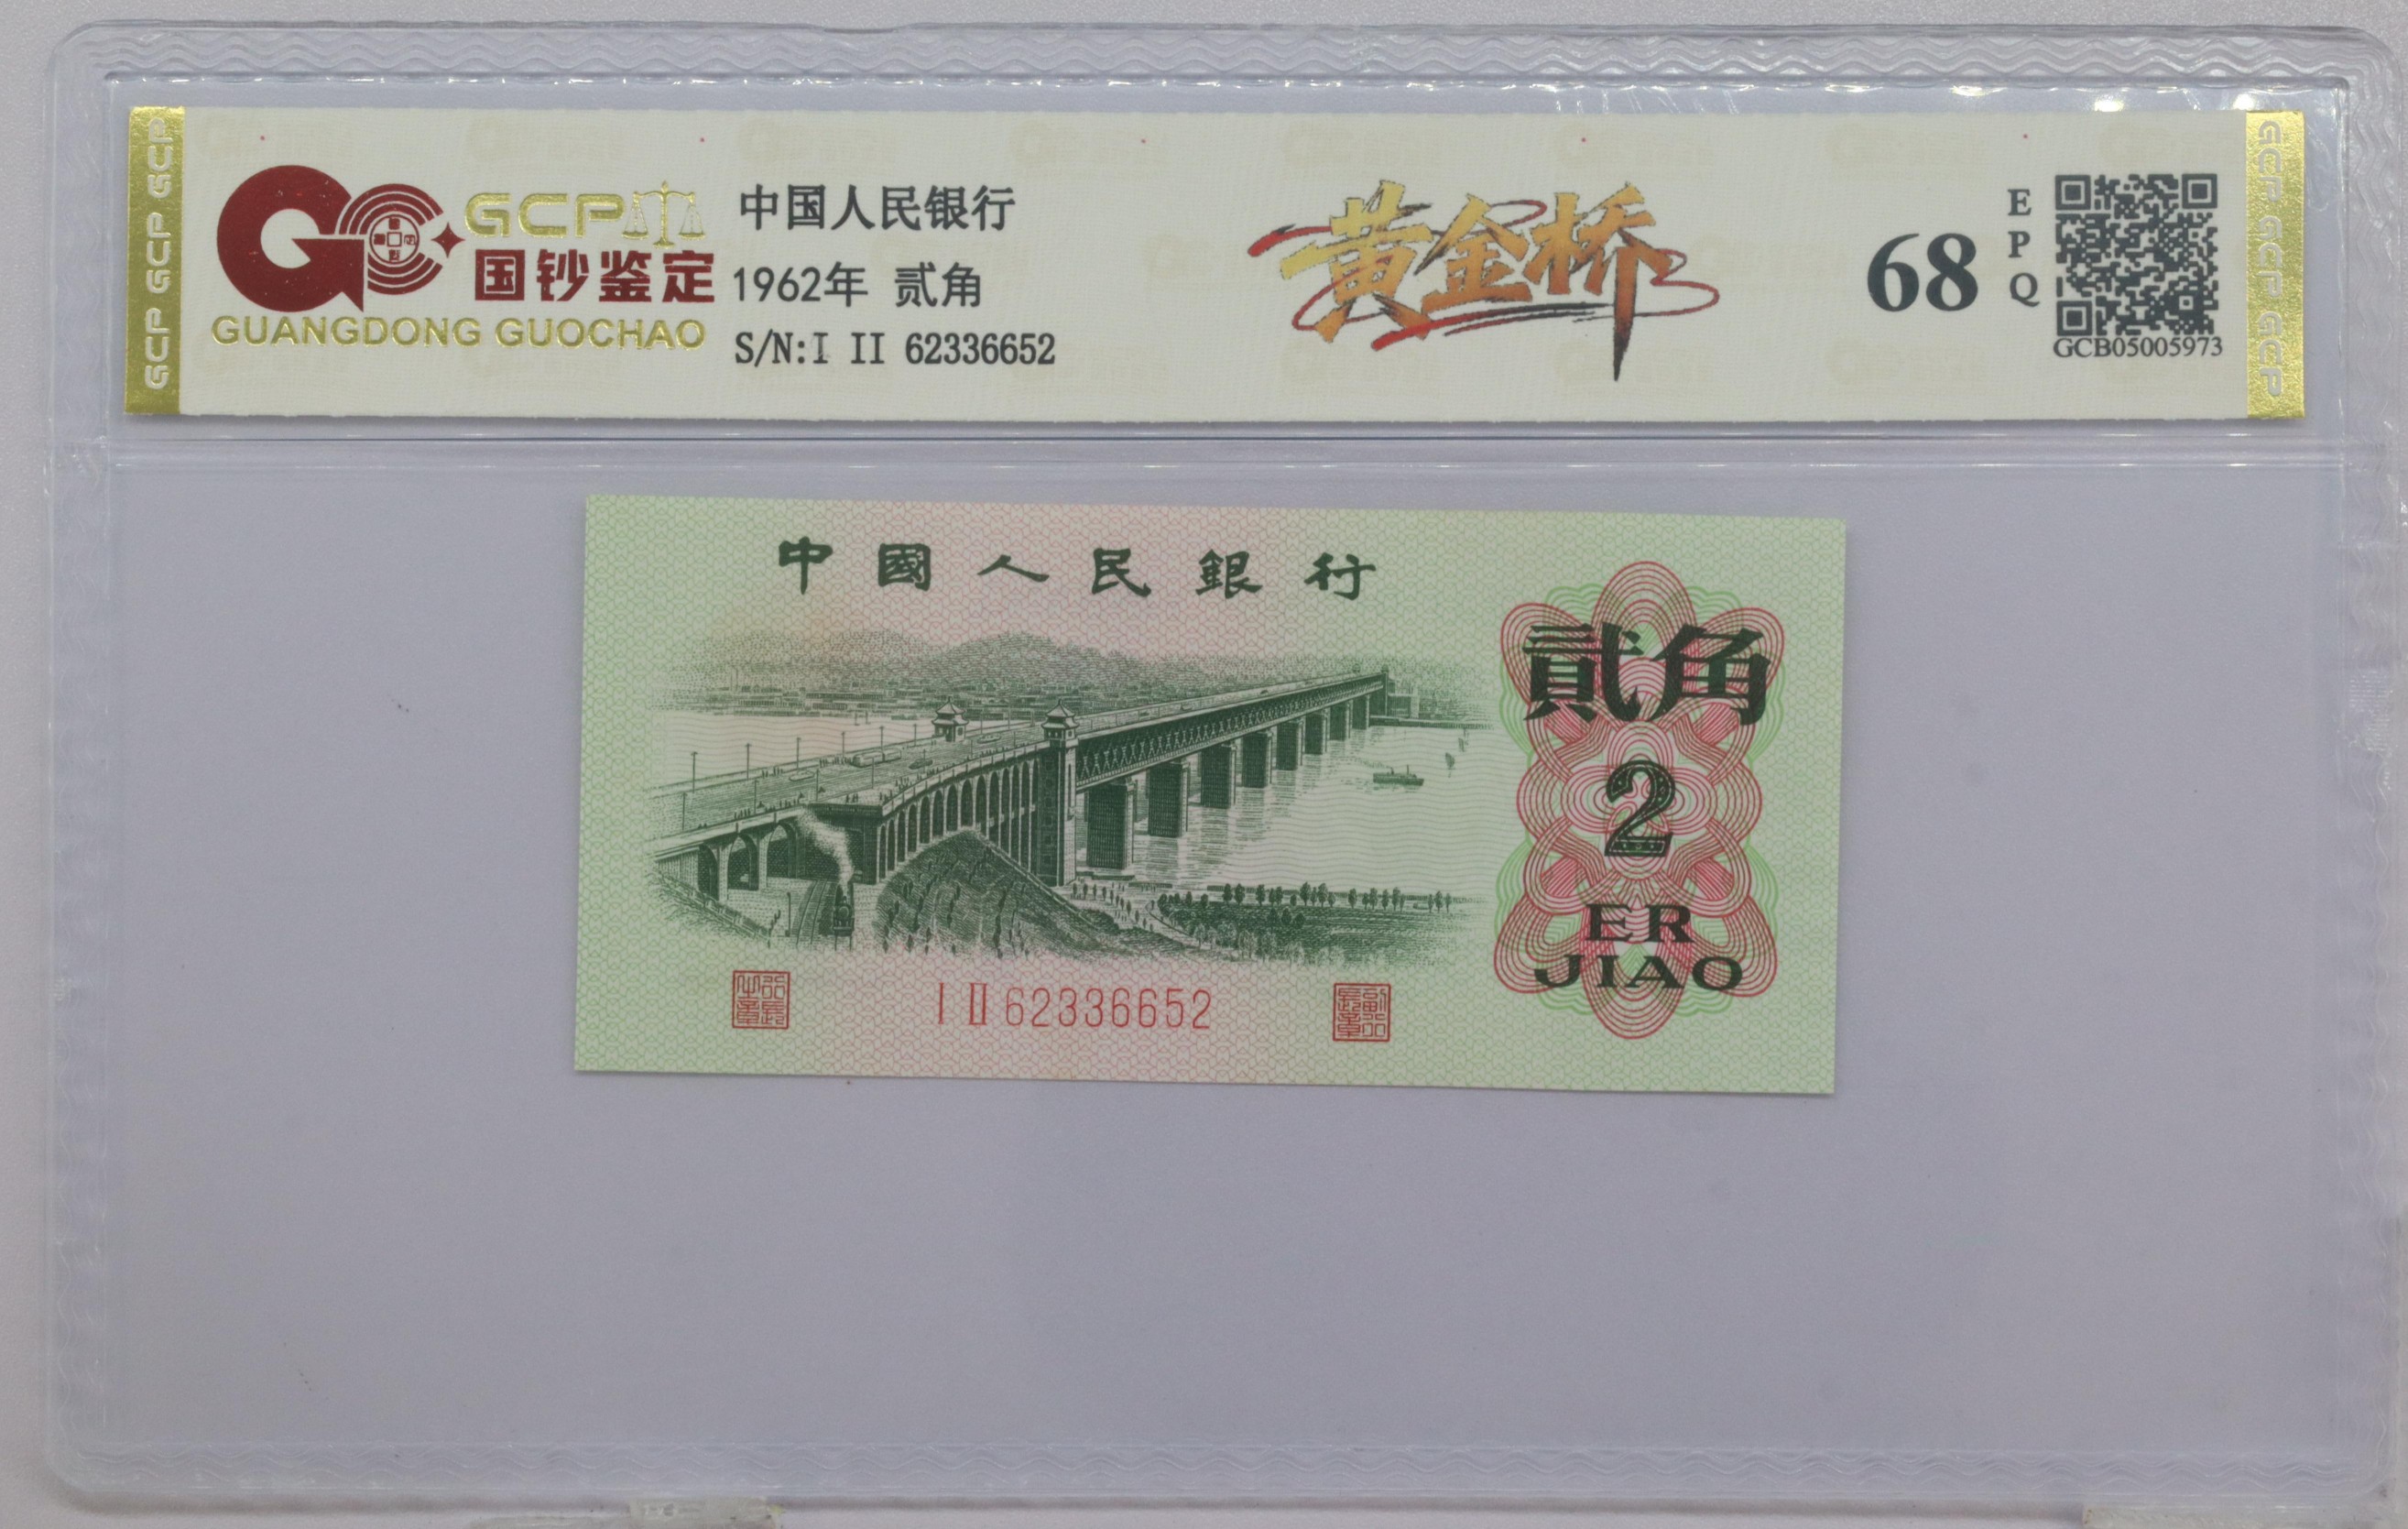 GCP GCP GCP
GCP
国钞鉴定
GUANGDONG GUOCHAO
中国人民银行
1962年 贰角
S/N:I II 62336652
黄金桥
68
EPQ
GCB05005973
GCP GCP GCP
中國人民銀行
貳角
2
ER
JIAO
I II 62336652